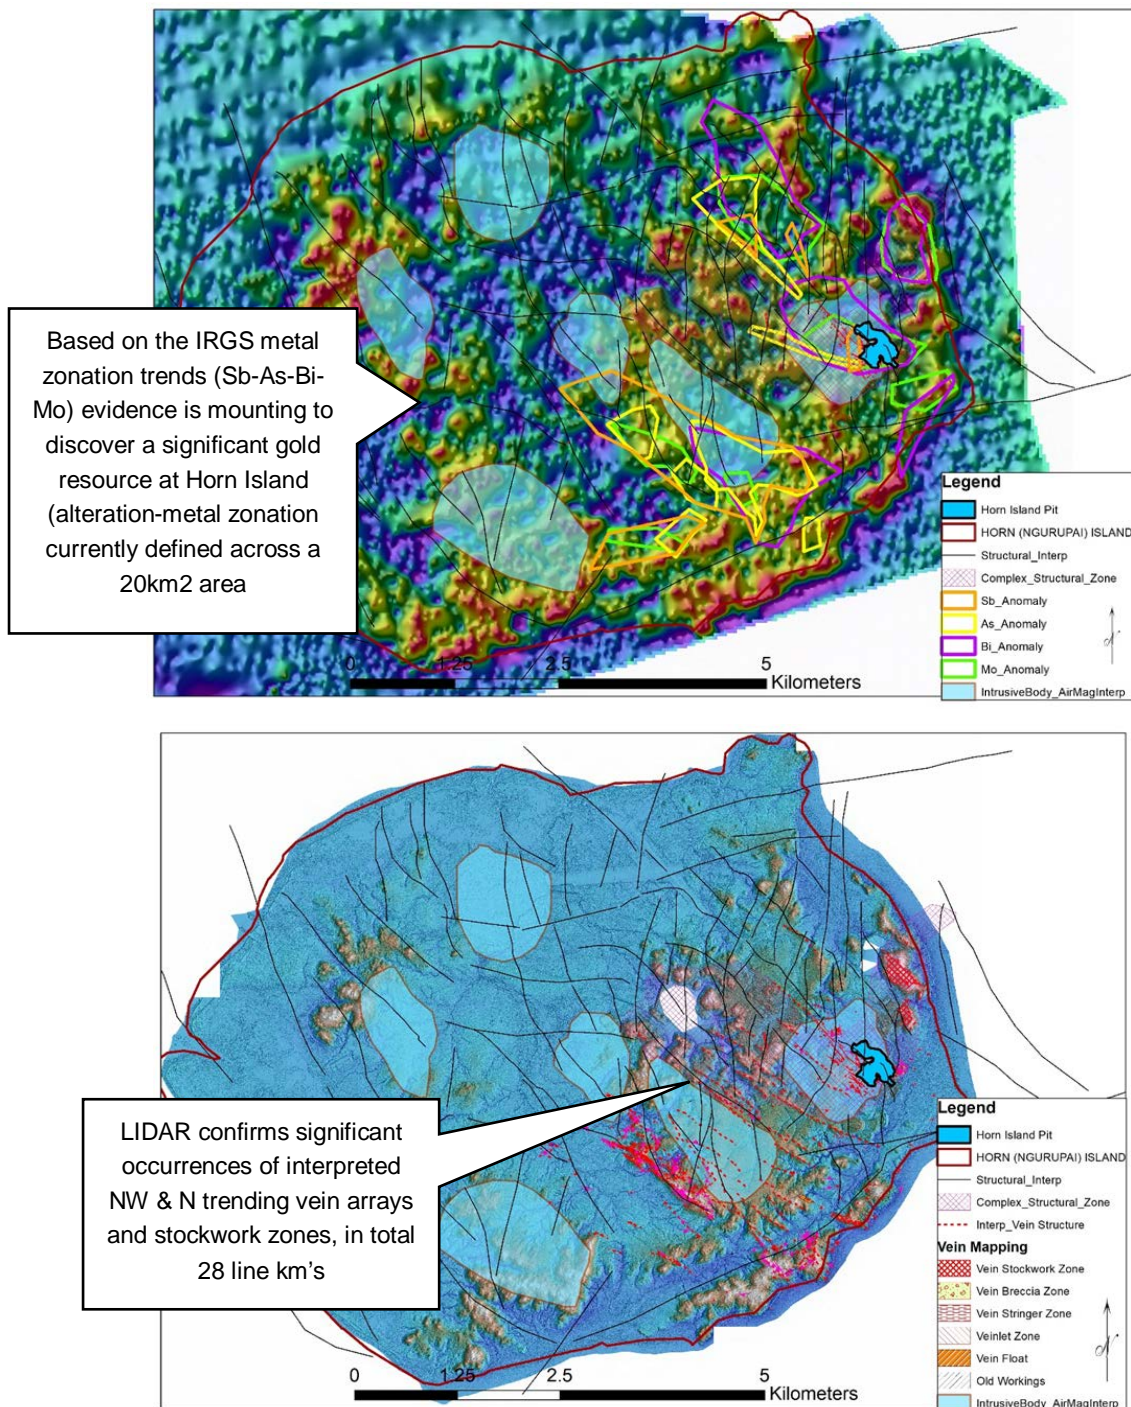 Based on the IRGS metal
zonation trends (Sb-As-Bi-
Mo) evidence is mounting to
discover a significant gold
resource at Horn Island
(alteration-metal zonation
currently defined across a
20km2 area
Legend
Horn Island Pit
HORN (NGURUPAI) ISLAND
Structural_Interp
Complex_Structural_Zone
Sb_Anomaly
As_Anomaly
Bi_Anomaly
Mo_Anomaly
IntrusiveBody_AirMagInterp
N
0 1.25 2.5 5
Kilometers
LIDAR confirms significant
occurrences of interpreted
NW & N trending vein arrays
and stockwork zones, in total
28 line km’s
Legend
Horn Island Pit
HORN (NGURUPAI) ISLAND
Structural_Interp
Complex_Structural_Zone
Interp_Vein Structure
Vein Mapping
Vein Stockwork Zone
Vein Breccia Zone
Vein Stringer Zone
Veinlet Zone
Vein Float
Old Workings
IntrusiveBody_AirMagInterp
N
0 1.25 2.5 5
Kilometers